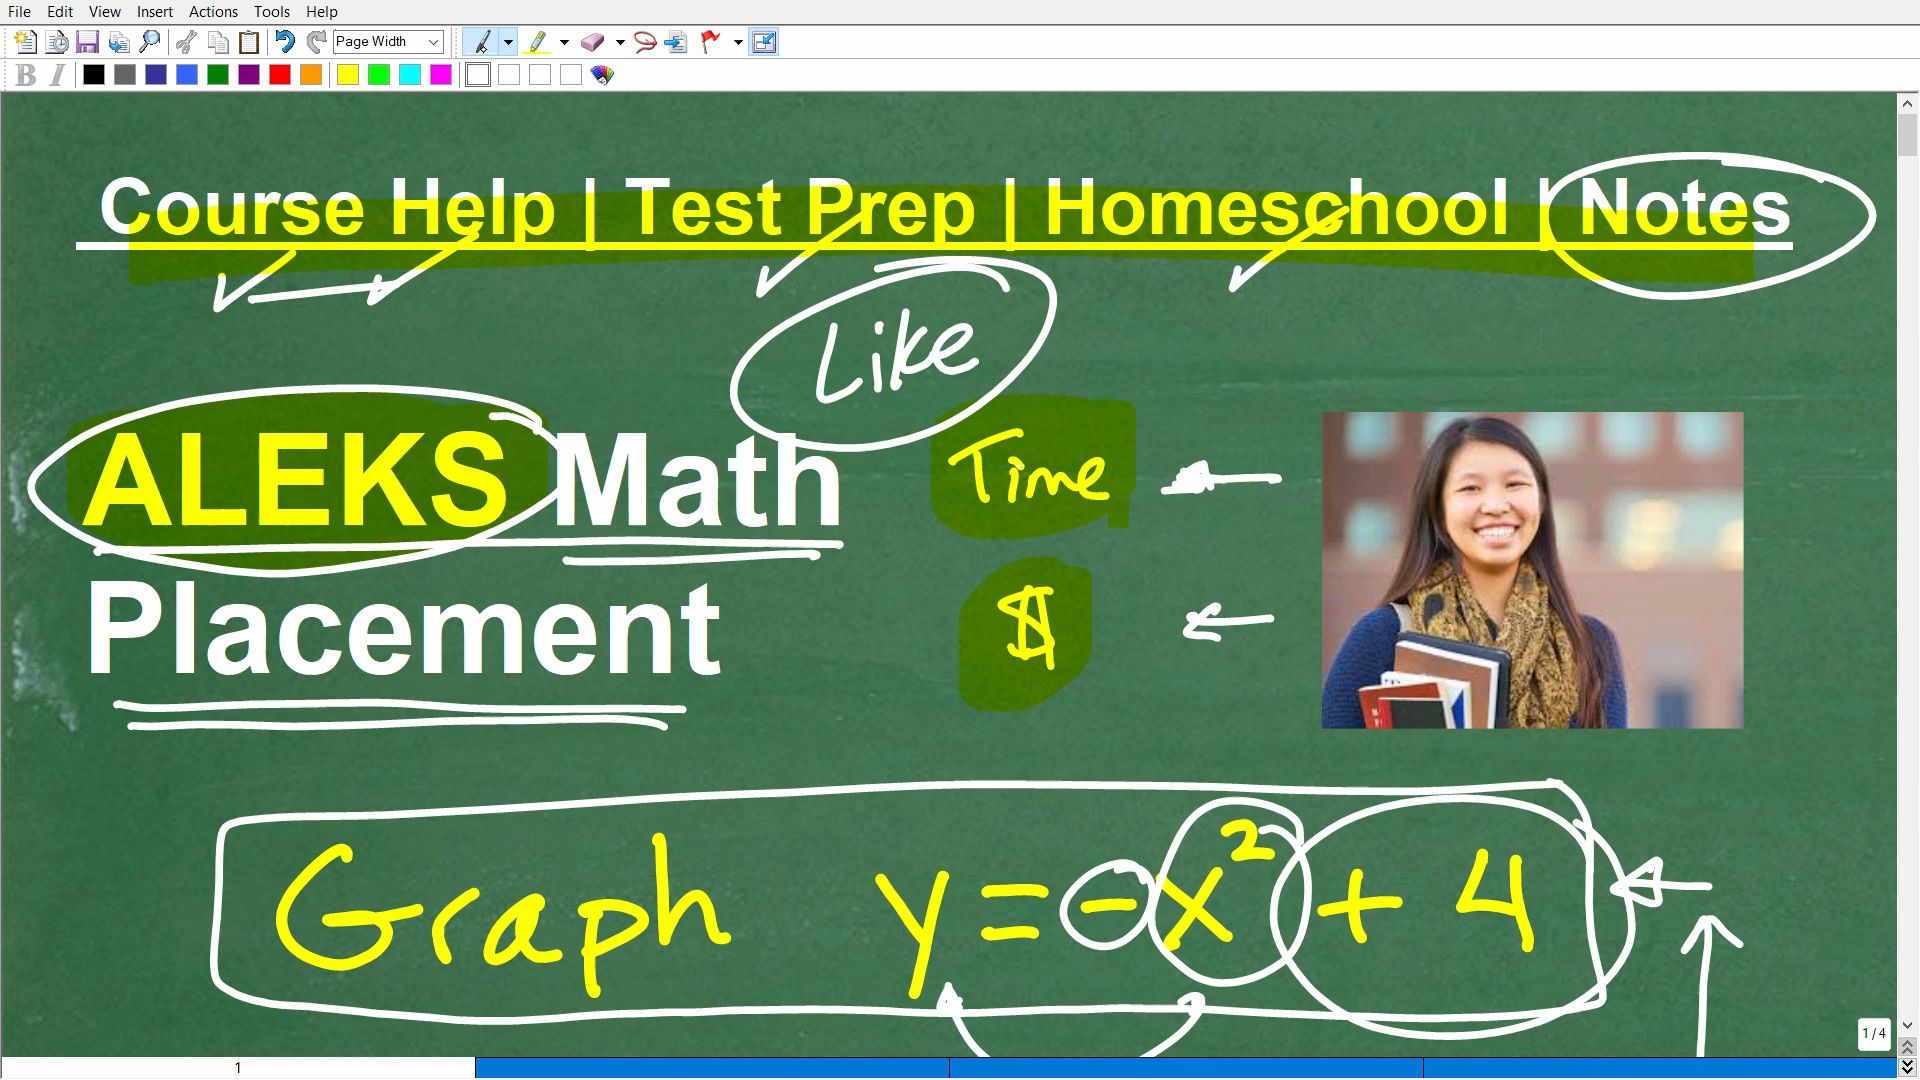 File Edit View Insert Actions Tools Help
Page Width
B I
Course Help | Test Prep | Homeschool | Notes
Like
ALEKS Math
Time
Placement
$
Graph y = -x² + 4
1 / 4
1